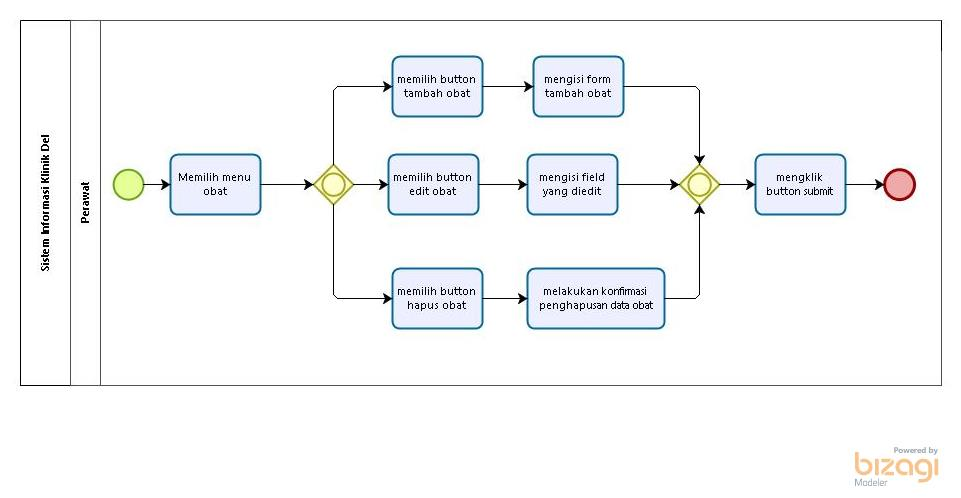 Sistem Informasi Klinik Del
Perawat
Memilih menu
obat
memilih button
tambah obat
mengisi form
tambah obat
memilih button
edit obat
mengisi field
yang diedit
memilih button
hapus obat
melakukan konfirmasi
penghapusan data obat
mengklik
button submit
Powered by
bizagi
Modeler